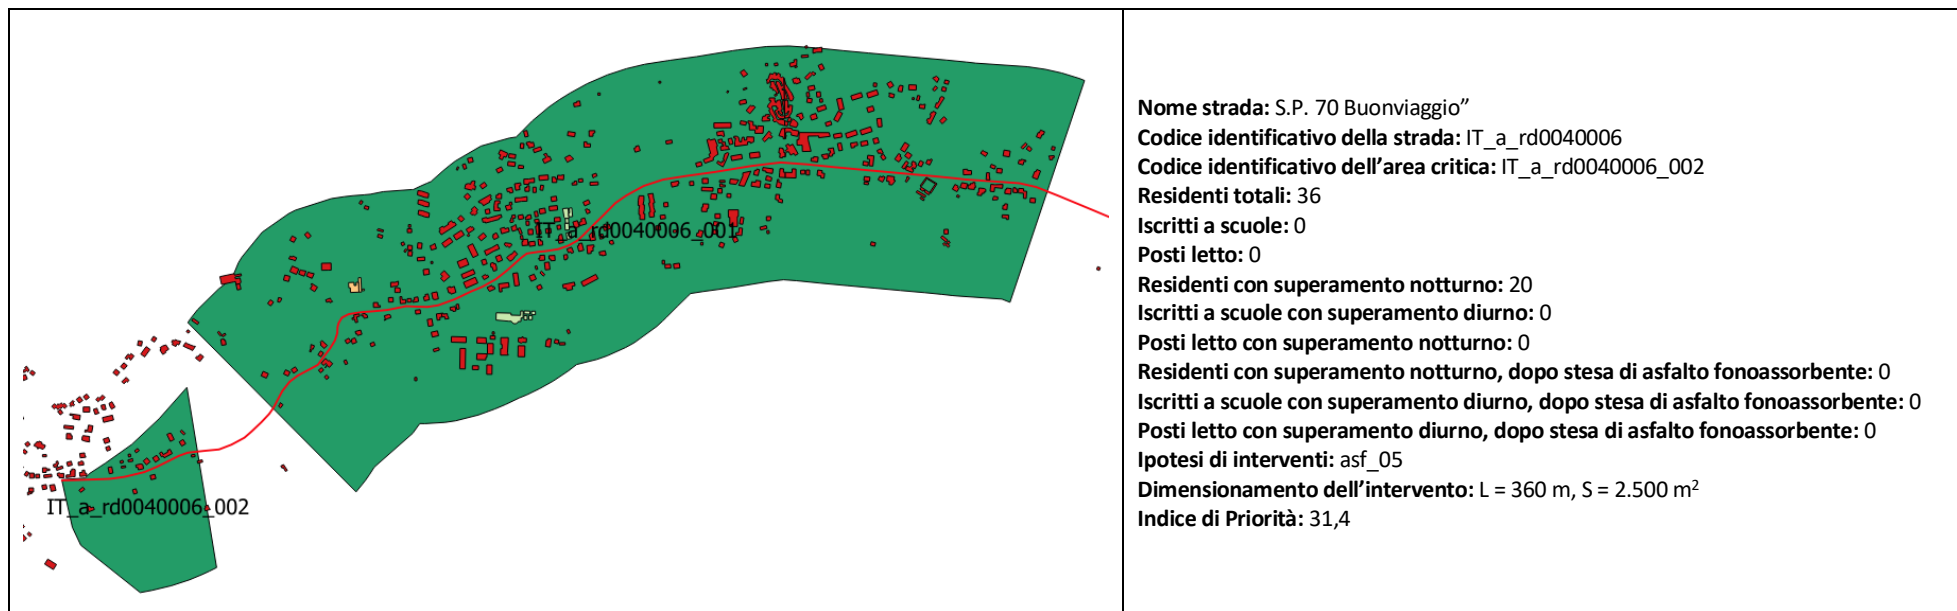 IT_a_rd0040006_001
IT_a_rd0040006_002
Nome strada: S.P. 70 Buonviaggio”
Codice identificativo della strada: IT_a_rd0040006
Codice identificativo dell’area critica: IT_a_rd0040006_002
Residenti totali: 36
Iscritti a scuole: 0
Posti letto: 0
Residenti con superamento notturno: 20
Iscritti a scuole con superamento diurno: 0
Posti letto con superamento notturno: 0
Residenti con superamento notturno, dopo stesa di asfalto fonoassorbente: 0
Iscritti a scuole con superamento diurno, dopo stesa di asfalto fonoassorbente: 0
Posti letto con superamento diurno, dopo stesa di asfalto fonoassorbente: 0
Ipotesi di interventi: asf_05
Dimensionamento dell’intervento: L = 360 m, S = 2.500 m²
Indice di Priorità: 31,4